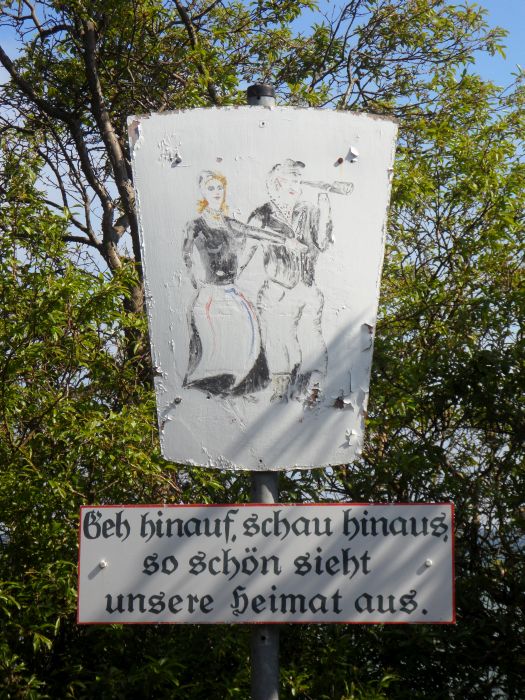 Geh hinauf, schau hinaus,
so schön sieht
unsere Heimat aus.